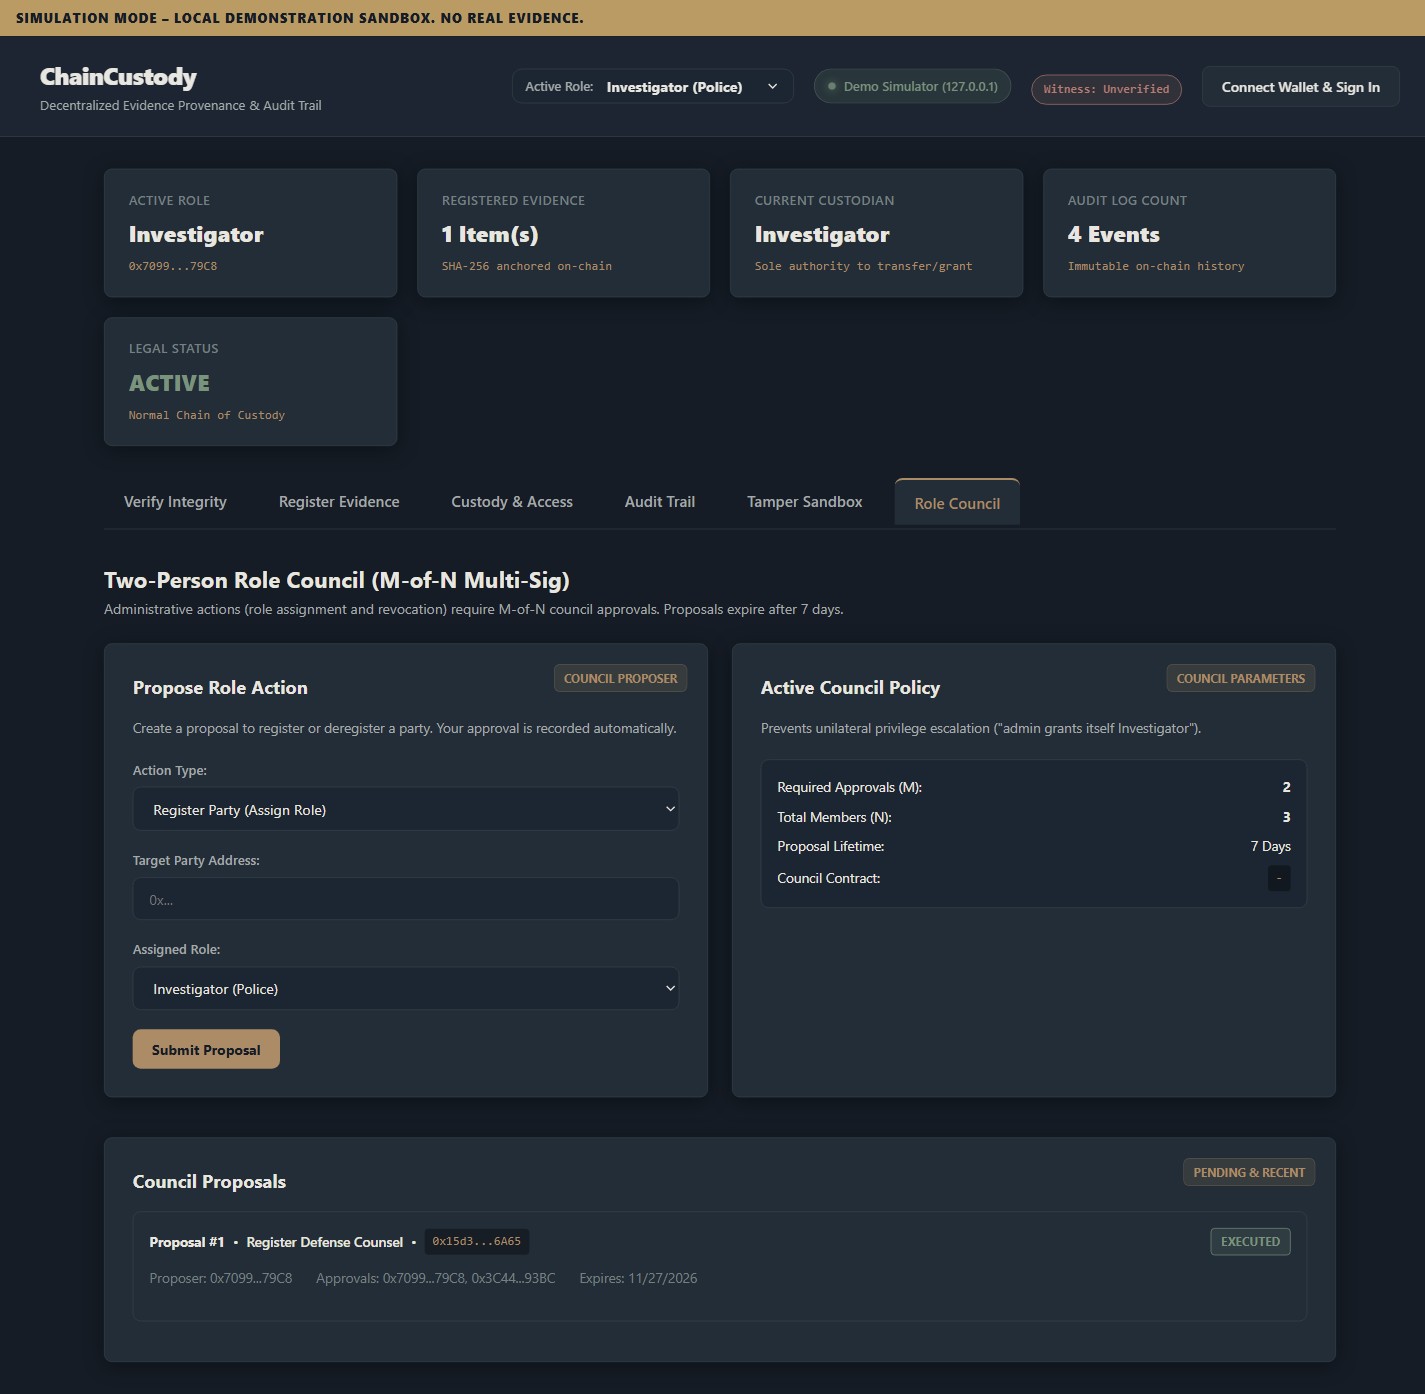 SIMULATION MODE – LOCAL DEMONSTRATION SANDBOX. NO REAL EVIDENCE.
ChainCustody
Decentralized Evidence Provenance & Audit Trail
Active Role: Investigator (Police)
Demo Simulator (127.0.0.1)
Witness: Unverified
Connect Wallet & Sign In
ACTIVE ROLE
Investigator
0x7099...79C8
REGISTERED EVIDENCE
1 Item(s)
SHA-256 anchored on-chain
CURRENT CUSTODIAN
Investigator
Sole authority to transfer/grant
AUDIT LOG COUNT
4 Events
Immutable on-chain history
LEGAL STATUS
ACTIVE
Normal Chain of Custody
Verify Integrity
Register Evidence
Custody & Access
Audit Trail
Tamper Sandbox
Role Council
Two-Person Role Council (M-of-N Multi-Sig)
Administrative actions (role assignment and revocation) require M-of-N council approvals. Proposals expire after 7 days.
Propose Role Action
COUNCIL PROPOSER
Create a proposal to register or deregister a party. Your approval is recorded automatically.
Action Type:
Register Party (Assign Role)
Target Party Address:
0x...
Assigned Role:
Investigator (Police)
Submit Proposal
Active Council Policy
COUNCIL PARAMETERS
Prevents unilateral privilege escalation ("admin grants itself Investigator").
Required Approvals (M): 2
Total Members (N): 3
Proposal Lifetime: 7 Days
Council Contract: -
Council Proposals
PENDING & RECENT
Proposal #1 • Register Defense Counsel • 0x15d3...6A65
EXECUTED
Proposer: 0x7099...79C8 Approvals: 0x7099...79C8, 0x3C44...93BC Expires: 11/27/2026